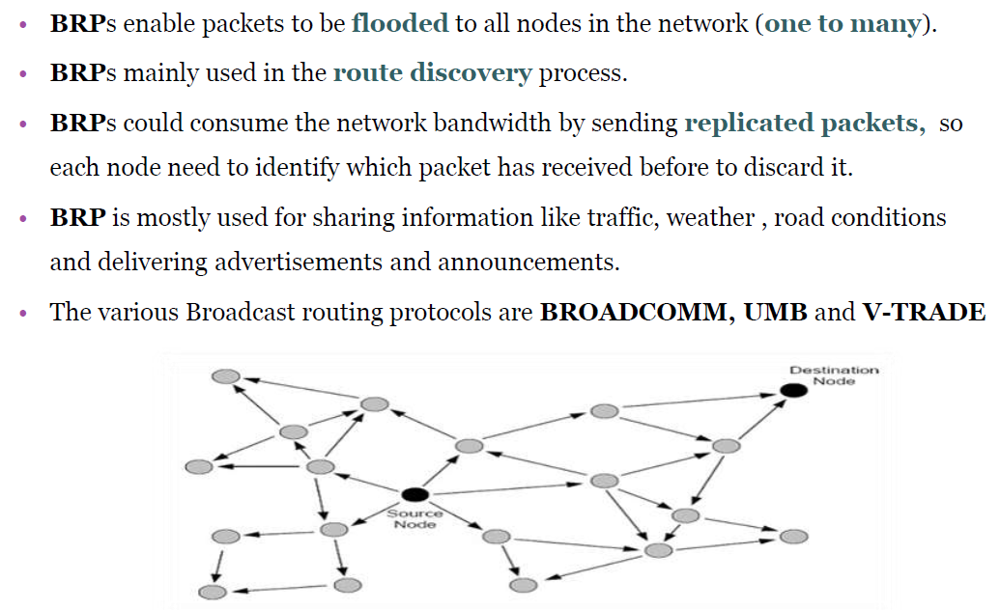 • BRPs enable packets to be flooded to all nodes in the network (one to many).
• BRPs mainly used in the route discovery process.
• BRPs could consume the network bandwidth by sending replicated packets, so
each node need to identify which packet has received before to discard it.
• BRP is mostly used for sharing information like traffic, weather , road conditions
and delivering advertisements and announcements.
• The various Broadcast routing protocols are BROADCOMM, UMB and V-TRADE
Destination
Node
Source
Node